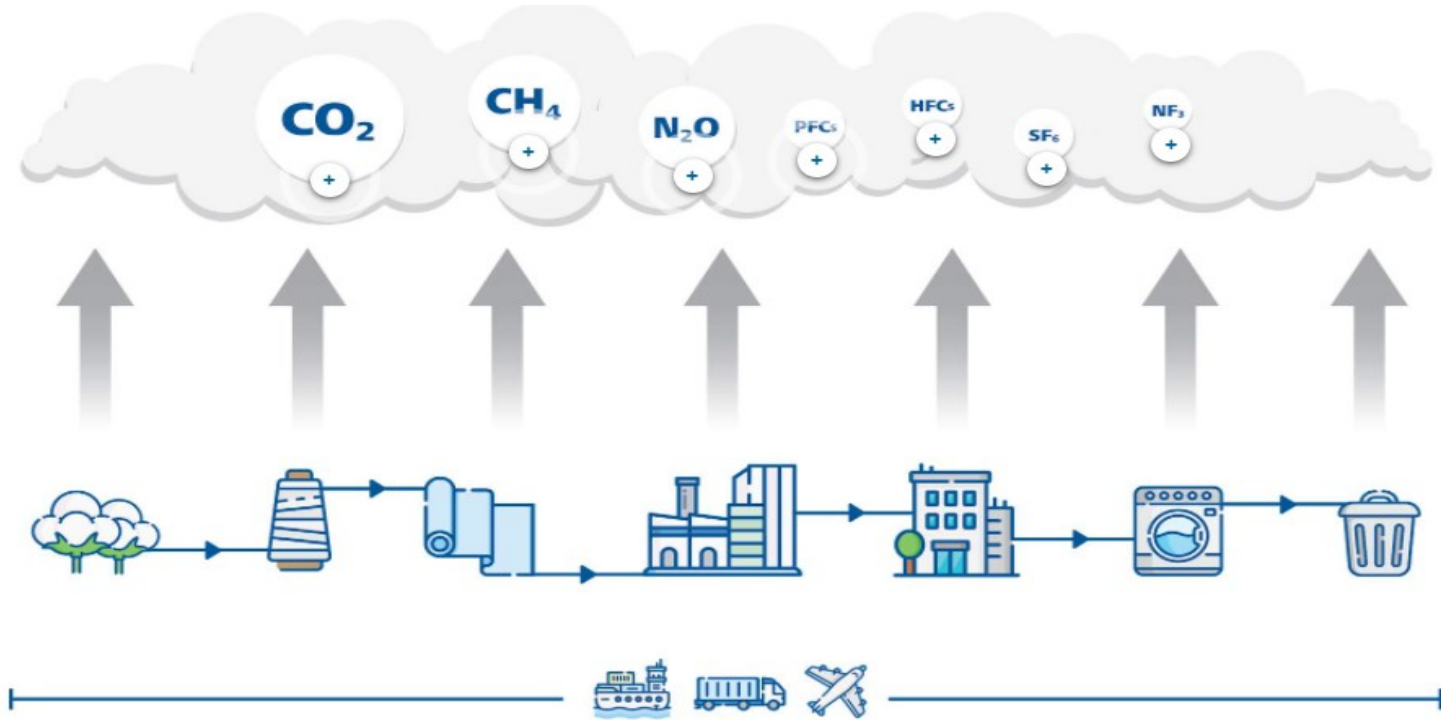 CO₂
CH₄
N₂O
PFCs
HFCs
SF₆
NF₃
+
+
+
+
+
+
+